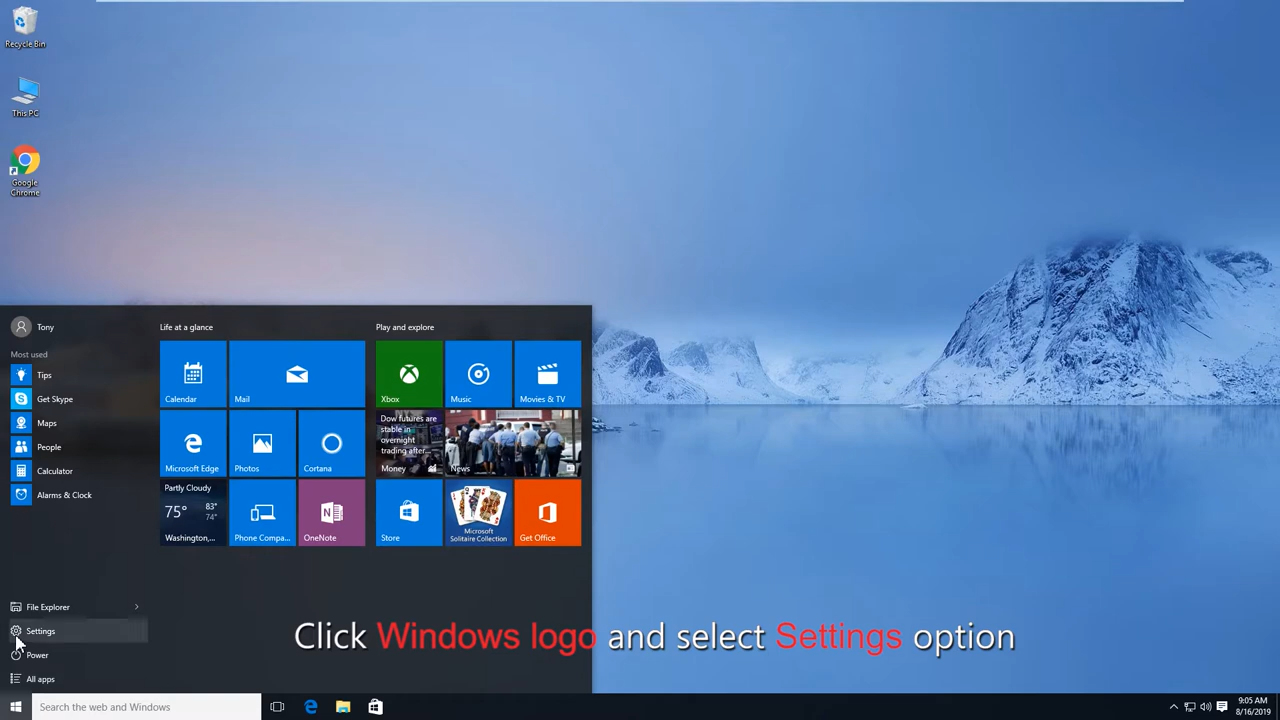 Recycle Bin
This PC
Google
Chrome
Tony
Most used
Tips
Get Skype
Maps
People
Calculator
Alarms & Clock
File Explorer
Settings
Power
All apps
Life at a glance
Calendar
Mail
Microsoft Edge
Photos
Cortana
Partly Cloudy
75°
83°
74°
Washington,...
Phone Compa...
OneNote
Play and explore
Xbox
Music
Movies & TV
Dow futures are
stable in
overnight
trading after...
Money
News
Store
Microsoft
Solitaire Collection
Get Office
Click Windows logo and select Settings option
Search the web and Windows
9:05 AM
8/16/2019